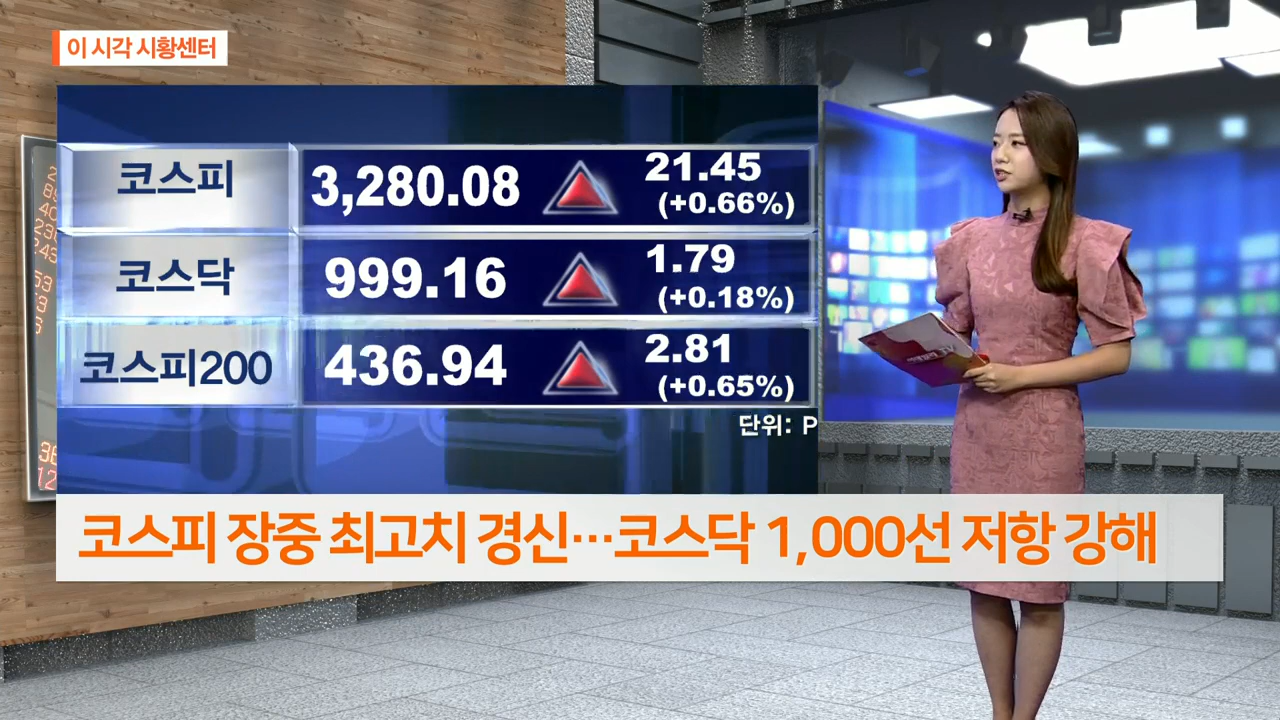 이 시각 시황센터
코스피 3,280.08 ▲ 21.45
(+0.66%)
코스닥 999.16 ▲ 1.79
(+0.18%)
코스피200 436.94 ▲ 2.81
(+0.65%)
단위: P
코스피 장중 최고치 경신…코스닥 1,000선 저항 강해